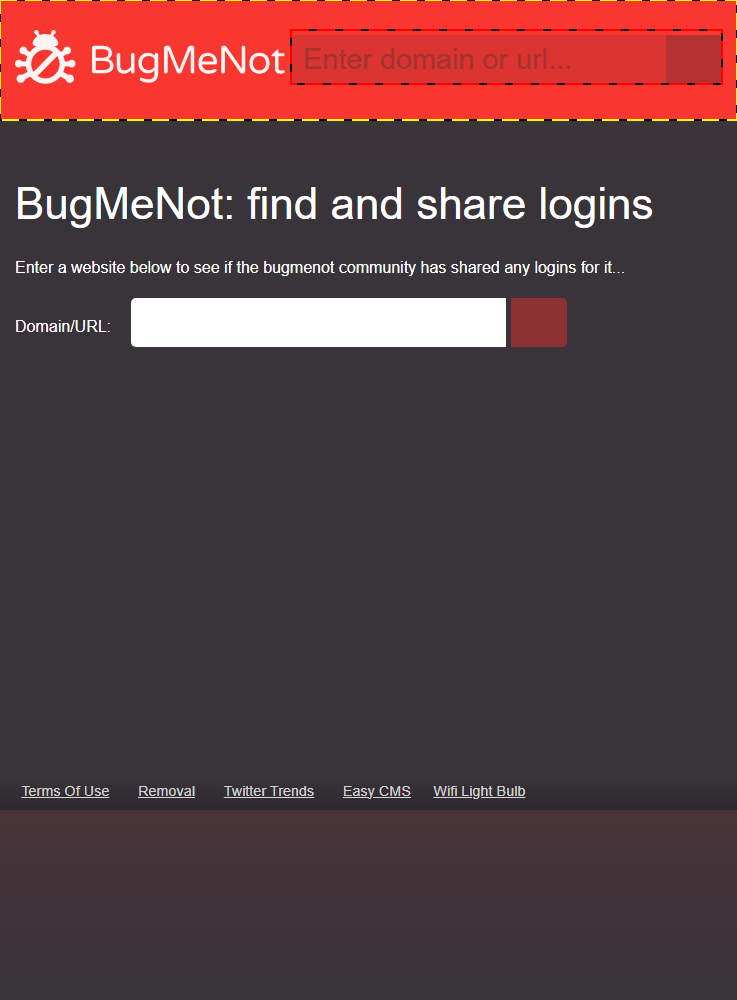 BugMeNot
Enter domain or url...
BugMeNot: find and share logins
Enter a website below to see if the bugmenot community has shared any logins for it...
Domain/URL:
Terms Of Use Removal Twitter Trends Easy CMS Wifi Light Bulb